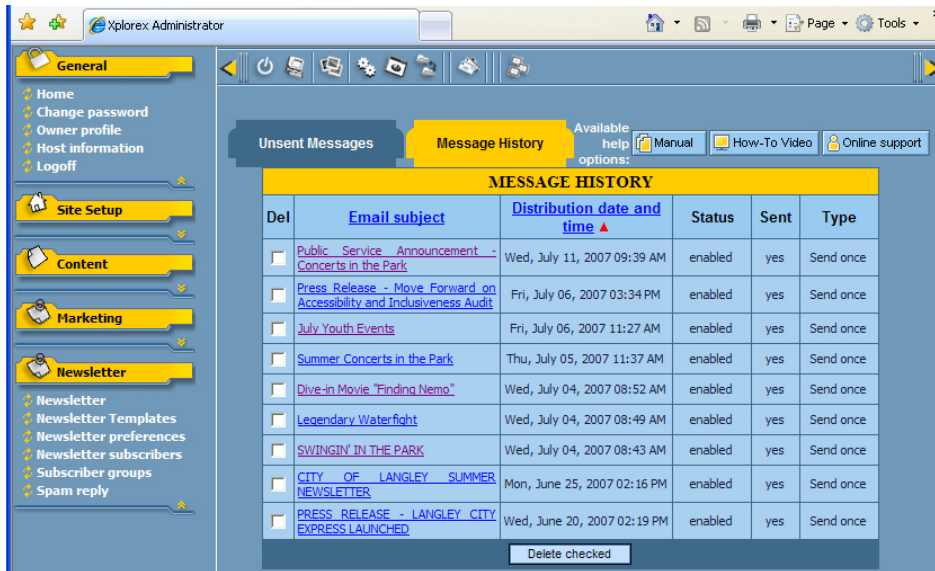 Xplorex Administrator
Page
Tools
General
Home
Change password
Owner profile
Host information
Logoff
Site Setup
Content
Marketing
Newsletter
Newsletter
Newsletter Templates
Newsletter preferences
Newsletter subscribers
Subscriber groups
Spam reply
Unsent Messages
Message History
Available
help
options:
Manual
How-To Video
Online support
MESSAGE HISTORY
Del Email subject Distribution date and time Status Sent Type
Public Service Announcement -
Concerts in the Park
Wed, July 11, 2007 09:39 AM enabled yes Send once
Press Release - Move Forward on
Accessibility and Inclusiveness Audit
Fri, July 06, 2007 03:34 PM enabled yes Send once
July Youth Events Fri, July 06, 2007 11:27 AM enabled yes Send once
Summer Concerts in the Park Thu, July 05, 2007 11:37 AM enabled yes Send once
Dive-in Movie "Finding Nemo" Wed, July 04, 2007 08:52 AM enabled yes Send once
Legendary Waterfight Wed, July 04, 2007 08:49 AM enabled yes Send once
SWINGIN' IN THE PARK Wed, July 04, 2007 08:43 AM enabled yes Send once
CITY OF LANGLEY SUMMER
NEWSLETTER
Mon, June 25, 2007 02:16 PM enabled yes Send once
PRESS RELEASE - LANGLEY CITY
EXPRESS LAUNCHED
Wed, June 20, 2007 02:19 PM enabled yes Send once
Delete checked